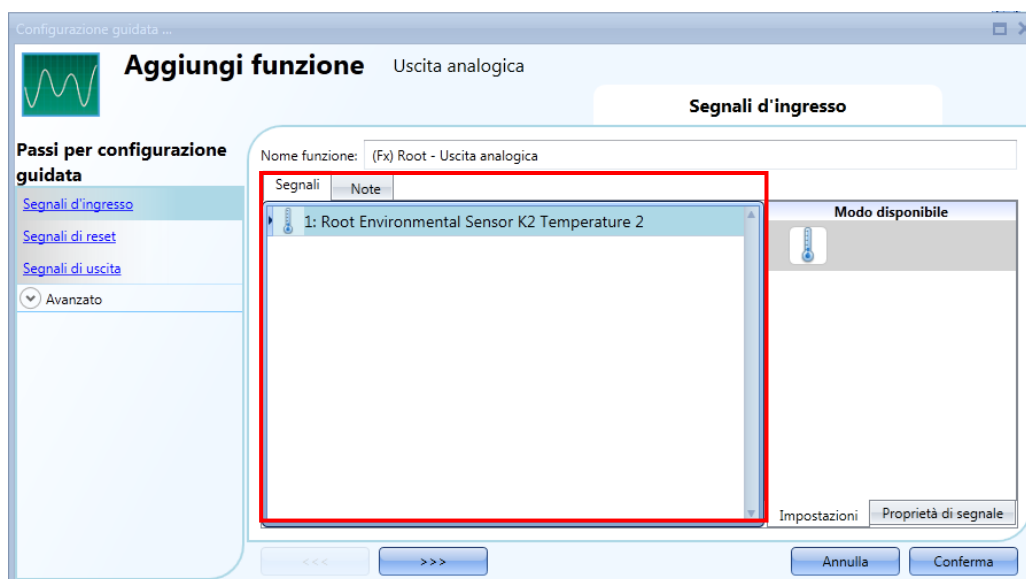 Configurazione guidata ...
Aggiungi funzione Uscita analogica
Segnali d'ingresso
Passi per configurazione
guidata
Segnali d'ingresso
Segnali di reset
Segnali di uscita
Avanzato
Nome funzione: (Fx) Root - Uscita analogica
Segnali Note
1: Root Environmental Sensor K2 Temperature 2
Modo disponibile
Impostazioni Proprietà di segnale
<<< >>> Annulla Conferma